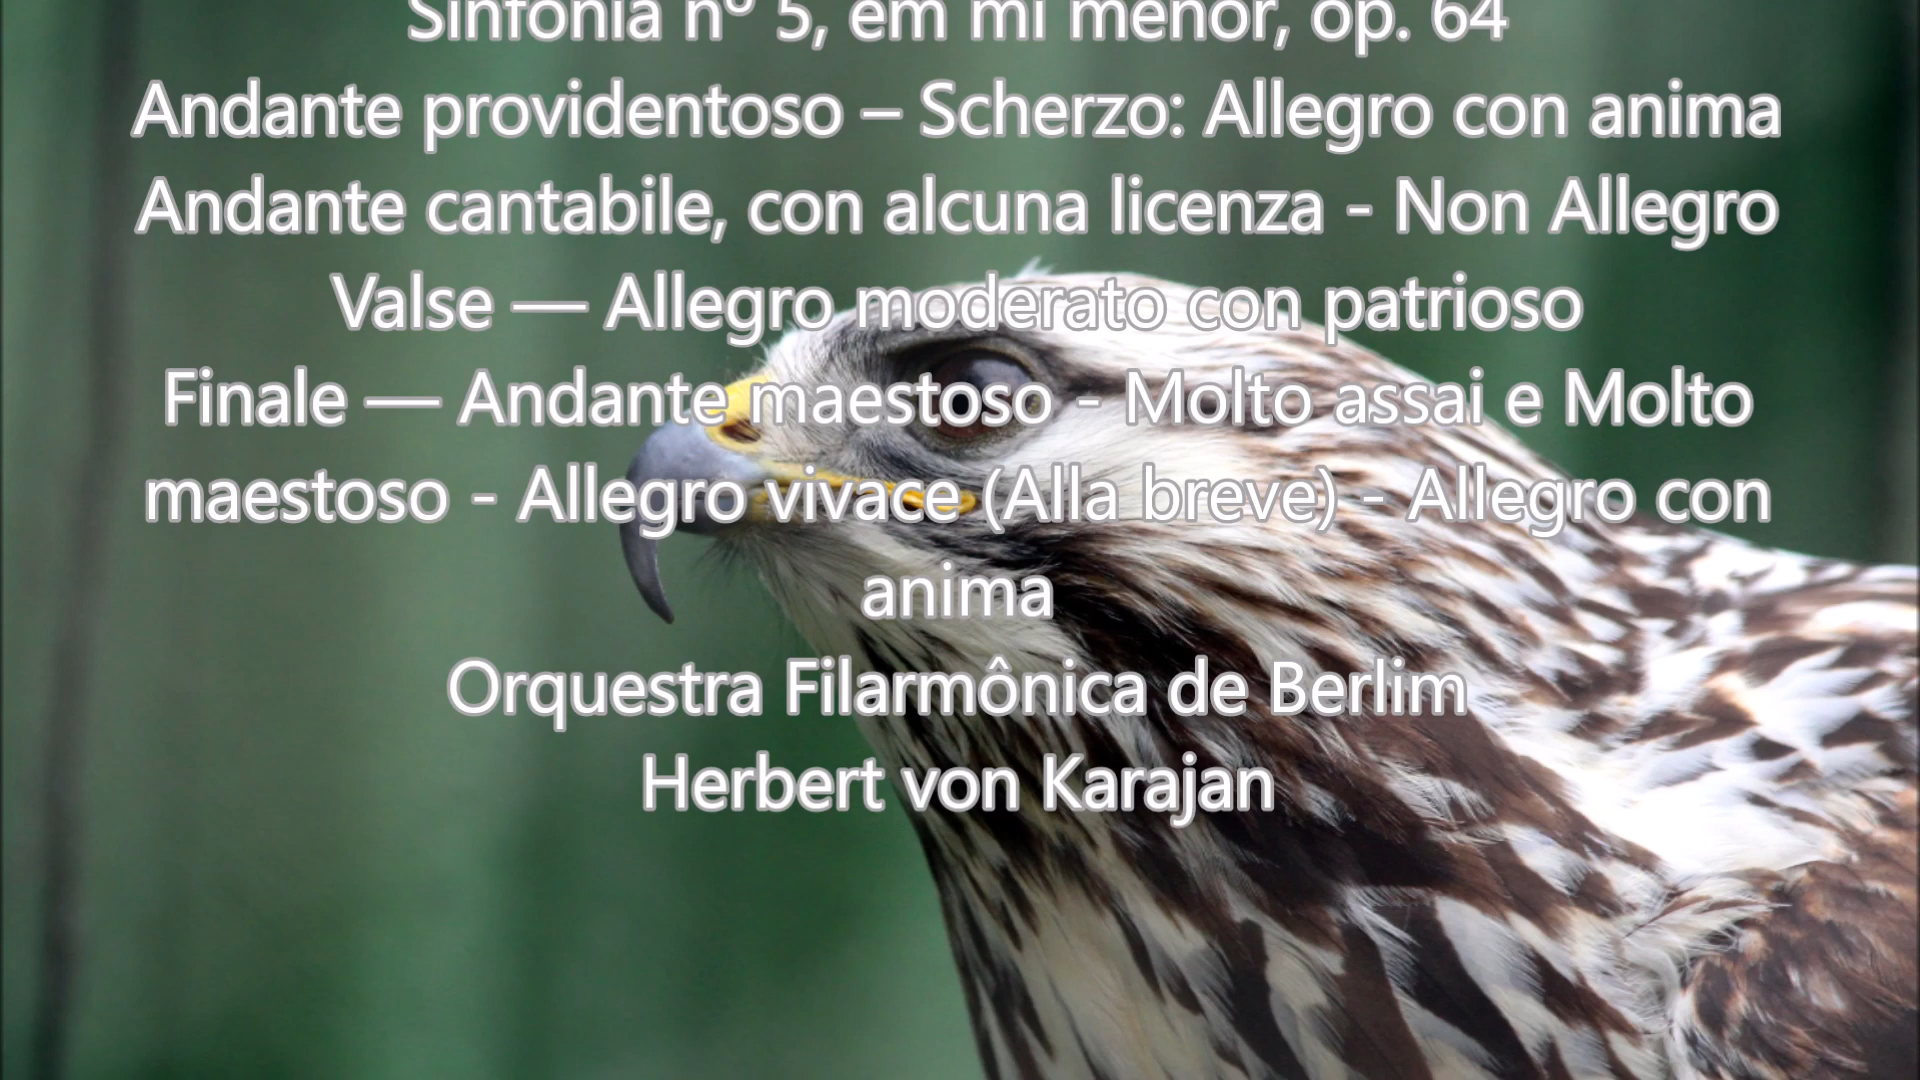 Sinfonia nº 5, em mi menor, op. 64
Andante providentoso – Scherzo: Allegro con anima
Andante cantabile, con alcuna licenza - Non Allegro
Valse — Allegro moderato con patrioso
Finale — Andante maestoso - Molto assai e Molto
maestoso - Allegro vivace (Alla breve) - Allegro con
anima
Orquestra Filarmônica de Berlim
Herbert von Karajan